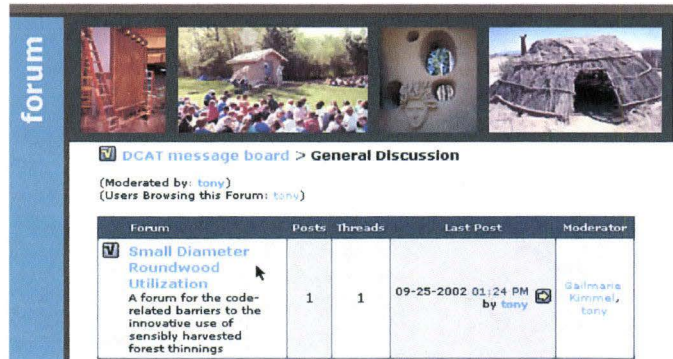 forum
DCAT message board > General Discussion
(Moderated by: tony)
(Users Browsing this Forum: tony)
Forum Posts Threads Last Post Moderator
Small Diameter
Roundwood
Utilization
A forum for the code-
related barriers to the
innovative use of
sensibly harvested
forest thinnings
1
1
09-25-2002 01:24 PM
by tony
Gailmarie
Kimmel,
tony